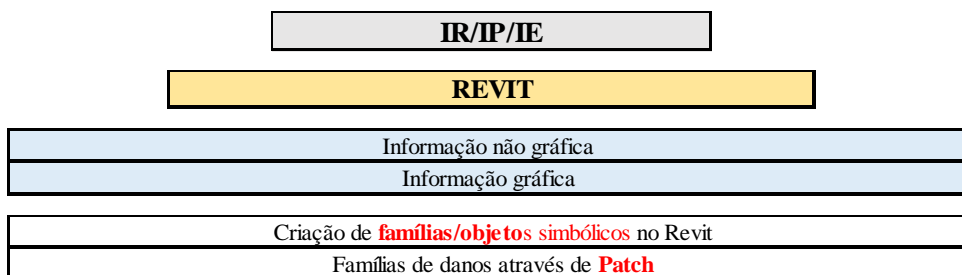 IR/IP/IE
REVIT
Informação não gráfica
Informação gráfica
Criação de famílias/objetos simbólicos no Revit
Famílias de danos através de Patch